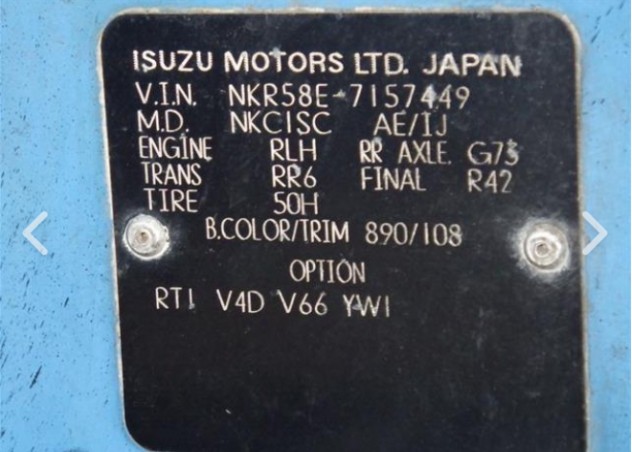 ISUZU MOTORS LTD. JAPAN
V.I.N. NKR58E-7157449
M.D. NKC1SC AE/IJ
ENGINE RLH RR AXLE. G73
TRANS RR6 FINAL R42
TIRE 50H
B.COLOR/TRIM 890/108
OPTION
RT1 V4D V66 YW1